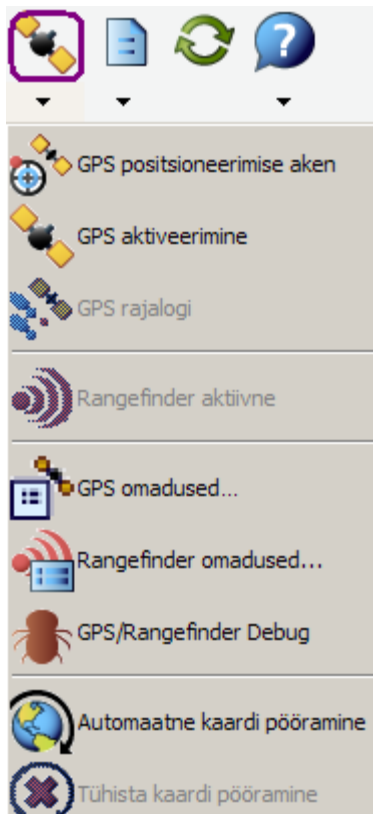 GPS positsioneerimise aken
GPS aktiveerimine
GPS rajalogi
Rangefinder aktiivne
GPS omadused...
Rangefinder omadused...
GPS/Rangefinder Debug
Automaatne kaardi pööramine
Tühista kaardi pööramine